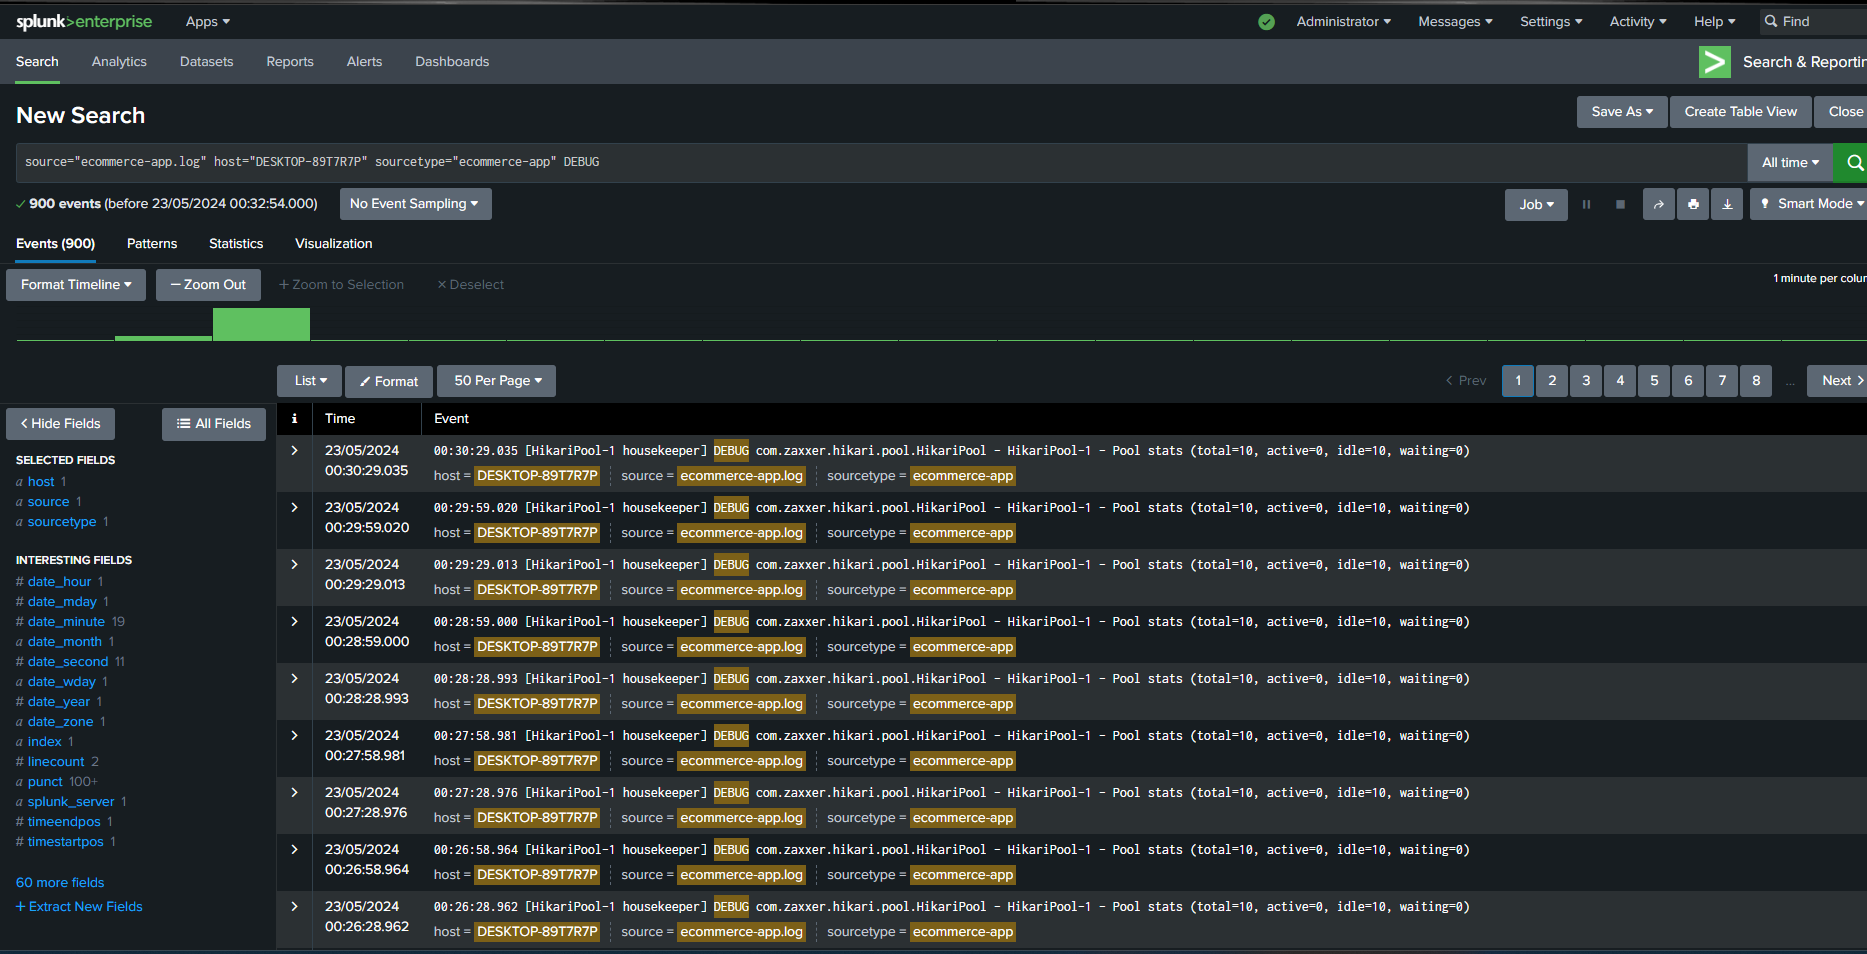 splunk>enterprise Apps Administrator Messages Settings Activity Help Find
Search Analytics Datasets Reports Alerts Dashboards Search & Reportin
New Search Save As Create Table View Close
source="ecommerce-app.log" host="DESKTOP-89T7R7P" sourcetype="ecommerce-app" DEBUG All time
900 events (before 23/05/2024 00:32:54.000) No Event Sampling Job Smart Mode
Events (900) Patterns Statistics Visualization
Format Timeline – Zoom Out + Zoom to Selection × Deselect 1 minute per colum
List Format 50 Per Page < Prev 1 2 3 4 5 6 7 8 ... Next >
< Hide Fields All Fields
i Time Event
SELECTED FIELDS
a host 1
a source 1
a sourcetype 1
INTERESTING FIELDS
# date_hour 1
# date_mday 1
# date_minute 19
a date_month 1
# date_second 11
a date_wday 1
# date_year 1
a date_zone 1
a index 1
# linecount 2
a punct 100+
a splunk_server 1
# timeendpos 1
# timestartpos 1
60 more fields
+ Extract New Fields
> 23/05/2024 00:30:29.035 [HikariPool-1 housekeeper] DEBUG com.zaxxer.hikari.pool.HikariPool - HikariPool-1 - Pool stats (total=10, active=0, idle=10, waiting=0)
00:30:29.035 host = DESKTOP-89T7R7P source = ecommerce-app.log sourcetype = ecommerce-app
> 23/05/2024 00:29:59.020 [HikariPool-1 housekeeper] DEBUG com.zaxxer.hikari.pool.HikariPool - HikariPool-1 - Pool stats (total=10, active=0, idle=10, waiting=0)
00:29:59.020 host = DESKTOP-89T7R7P source = ecommerce-app.log sourcetype = ecommerce-app
> 23/05/2024 00:29:29.013 [HikariPool-1 housekeeper] DEBUG com.zaxxer.hikari.pool.HikariPool - HikariPool-1 - Pool stats (total=10, active=0, idle=10, waiting=0)
00:29:29.013 host = DESKTOP-89T7R7P source = ecommerce-app.log sourcetype = ecommerce-app
> 23/05/2024 00:28:59.000 [HikariPool-1 housekeeper] DEBUG com.zaxxer.hikari.pool.HikariPool - HikariPool-1 - Pool stats (total=10, active=0, idle=10, waiting=0)
00:28:59.000 host = DESKTOP-89T7R7P source = ecommerce-app.log sourcetype = ecommerce-app
> 23/05/2024 00:28:28.993 [HikariPool-1 housekeeper] DEBUG com.zaxxer.hikari.pool.HikariPool - HikariPool-1 - Pool stats (total=10, active=0, idle=10, waiting=0)
00:28:28.993 host = DESKTOP-89T7R7P source = ecommerce-app.log sourcetype = ecommerce-app
> 23/05/2024 00:27:58.981 [HikariPool-1 housekeeper] DEBUG com.zaxxer.hikari.pool.HikariPool - HikariPool-1 - Pool stats (total=10, active=0, idle=10, waiting=0)
00:27:58.981 host = DESKTOP-89T7R7P source = ecommerce-app.log sourcetype = ecommerce-app
> 23/05/2024 00:27:28.976 [HikariPool-1 housekeeper] DEBUG com.zaxxer.hikari.pool.HikariPool - HikariPool-1 - Pool stats (total=10, active=0, idle=10, waiting=0)
00:27:28.976 host = DESKTOP-89T7R7P source = ecommerce-app.log sourcetype = ecommerce-app
> 23/05/2024 00:26:58.964 [HikariPool-1 housekeeper] DEBUG com.zaxxer.hikari.pool.HikariPool - HikariPool-1 - Pool stats (total=10, active=0, idle=10, waiting=0)
00:26:58.964 host = DESKTOP-89T7R7P source = ecommerce-app.log sourcetype = ecommerce-app
> 23/05/2024 00:26:28.962 [HikariPool-1 housekeeper] DEBUG com.zaxxer.hikari.pool.HikariPool - HikariPool-1 - Pool stats (total=10, active=0, idle=10, waiting=0)
00:26:28.962 host = DESKTOP-89T7R7P source = ecommerce-app.log sourcetype = ecommerce-app